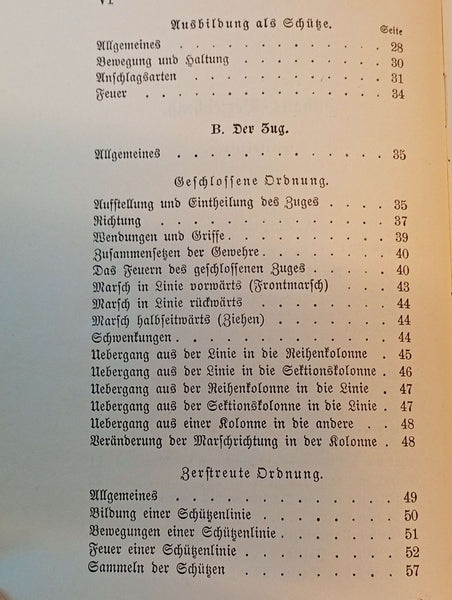 VI
Ausbildung als Schütze.
Seite
Allgemeines . . . . . . . . . . . . 28
Bewegung und Haltung . . . . . . . . 30
Anschlagsarten . . . . . . . . . . . 31
Feuer . . . . . . . . . . . . . . 34
B. Der Zug.
Allgemeines . . . . . . . . . . . . 35
Geschlossene Ordnung.
Aufstellung und Eintheilung des Zuges . . . . 35
Richtung . . . . . . . . . . . . . 37
Wendungen und Griffe . . . . . . . . . 39
Zusammensetzen der Gewehre . . . . . . . 40
Das Feuern des geschlossenen Zuges . . . . . 40
Marsch in Linie vorwärts (Frontmarsch) . . . . 43
Marsch in Linie rückwärts . . . . . . . . 44
Marsch halbseitwärts (Ziehen) . . . . . . . 44
Schwenkungen . . . . . . . . . . . . 44
Uebergang aus der Linie in die Reihenkolonne . 45
Uebergang aus der Linie in die Sektionskolonne . 46
Uebergang aus der Reihenkolonne in die Linie . 47
Uebergang aus der Sektionskolonne in die Linie . 47
Uebergang aus einer Kolonne in die andere . . 48
Veränderung der Marschrichtung in der Kolonne . 48
Zerstreute Ordnung.
Allgemeines . . . . . . . . . . . . 49
Bildung einer Schützenlinie . . . . . . . . 50
Bewegungen einer Schützenlinie . . . . . . 51
Feuer einer Schützenlinie . . . . . . . . 52
Sammeln der Schützen . . . . . . . . . 57